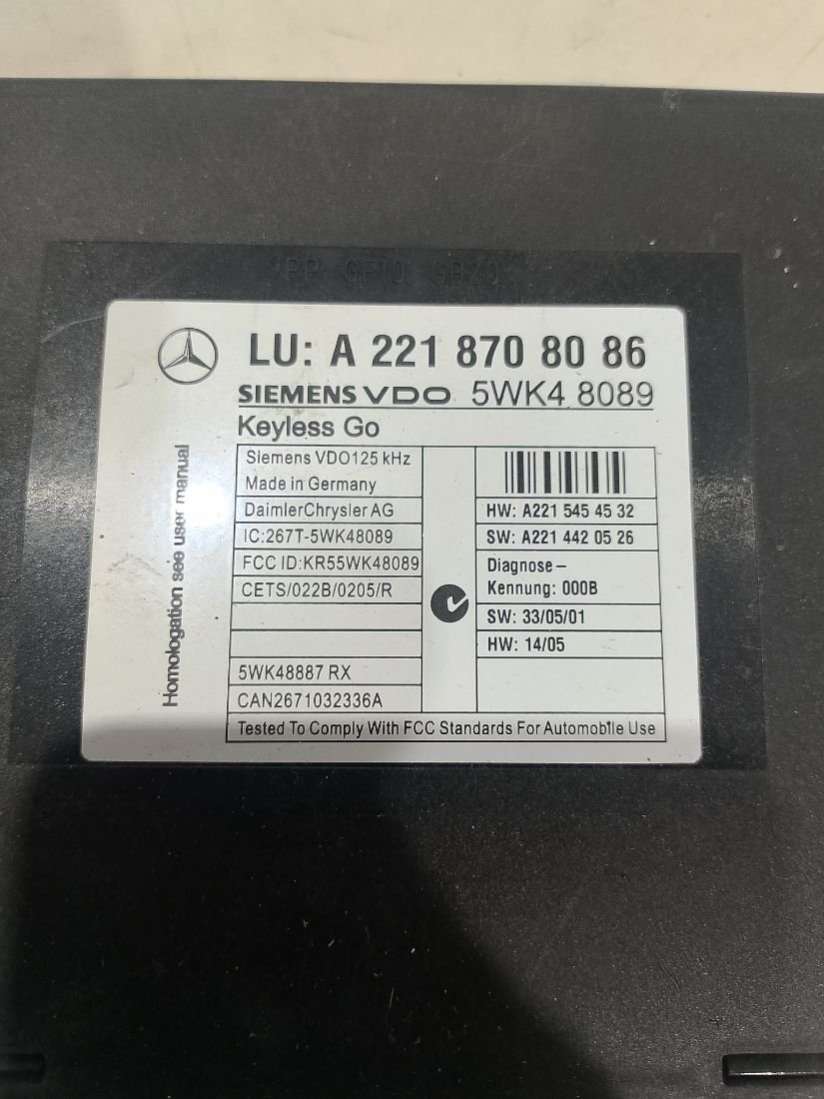 LU: A 221 870 80 86
SIEMENS VDO 5WK4 8089
Keyless Go
Homologation see user manual
Siemens VDO125 kHz
Made in Germany
DaimlerChrysler AG
IC:267T-5WK48089
FCC ID:KR55WK48089
CETS/022B/0205/R
5WK48887 RX
CAN2671032336A
HW: A221 545 45 32
SW: A221 442 05 26
Diagnose–
Kennung: 000B
SW: 33/05/01
HW: 14/05
Tested To Comply With FCC Standards For Automobile Use